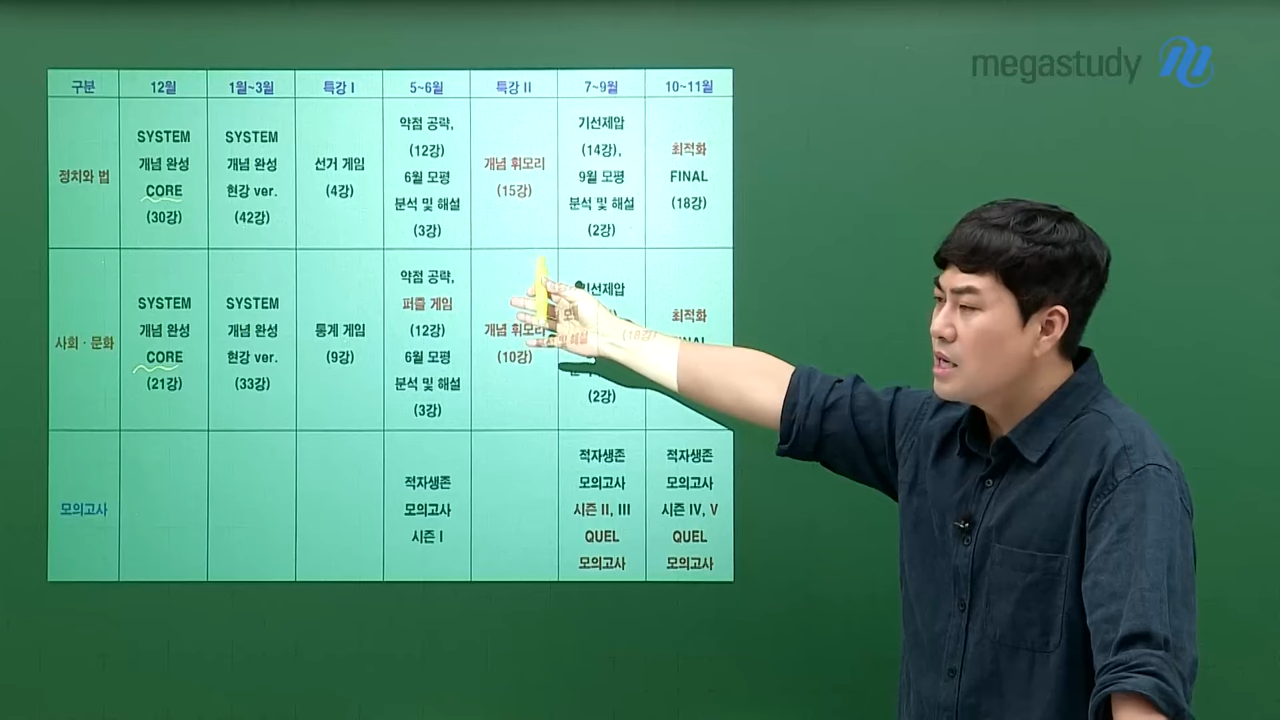 megastudy
구분 12월 1월~3월 특강 I 5~6월 특강 II 7~9월 10~11월
정치와 법
SYSTEM
개념 완성
CORE
(30강)
SYSTEM
개념 완성
현강 ver.
(42강)
선거 게임
(4강)
약점 공략,
(12강)
6월 모평
분석 및 해설
(3강)
개념 휘모리
(15강)
기선제압
(14강),
9월 모평
분석 및 해설
(2강)
최적화
FINAL
(18강)
사회·문화
SYSTEM
개념 완성
CORE
(21강)
SYSTEM
개념 완성
현강 ver.
(33강)
통계 게임
(9강)
약점 공략,
퍼즐 게임
(12강)
6월 모평
분석 및 해설
(3강)
개념 휘모리
(10강)
기선제압
(2강)
최적화
FINAL
(18강)
모의고사
적자생존
모의고사
시즌 I
적자생존
모의고사
시즌 II, III
QUEL
모의고사
적자생존
모의고사
시즌 IV, V
QUEL
모의고사